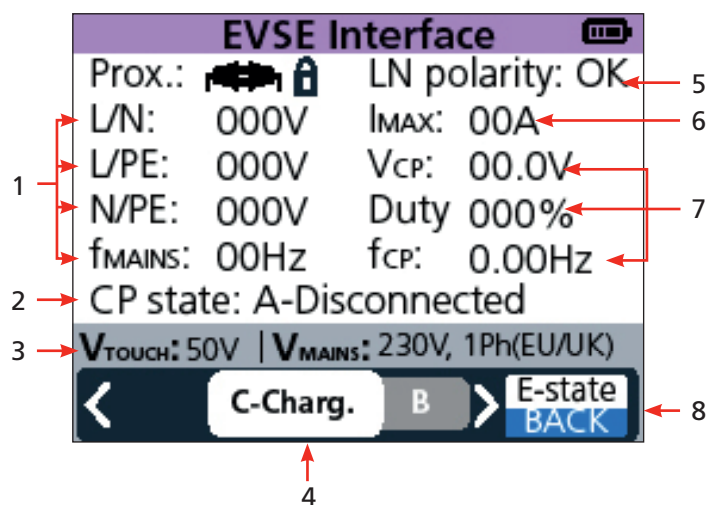 EVSE Interface
Prox.: LN polarity: OK
5
L/N: 000V IMAX: 00A
6
L/PE: 000V VCP: 00.0V
1
N/PE: 000V Duty 000%
7
fMAINS: 00Hz fCP: 0.00Hz
2
CP state: A-Disconnected
3
VTOUCH: 50V | VMAINS: 230V, 1Ph(EU/UK)
< C-Charg. B > E-state
BACK
8
4